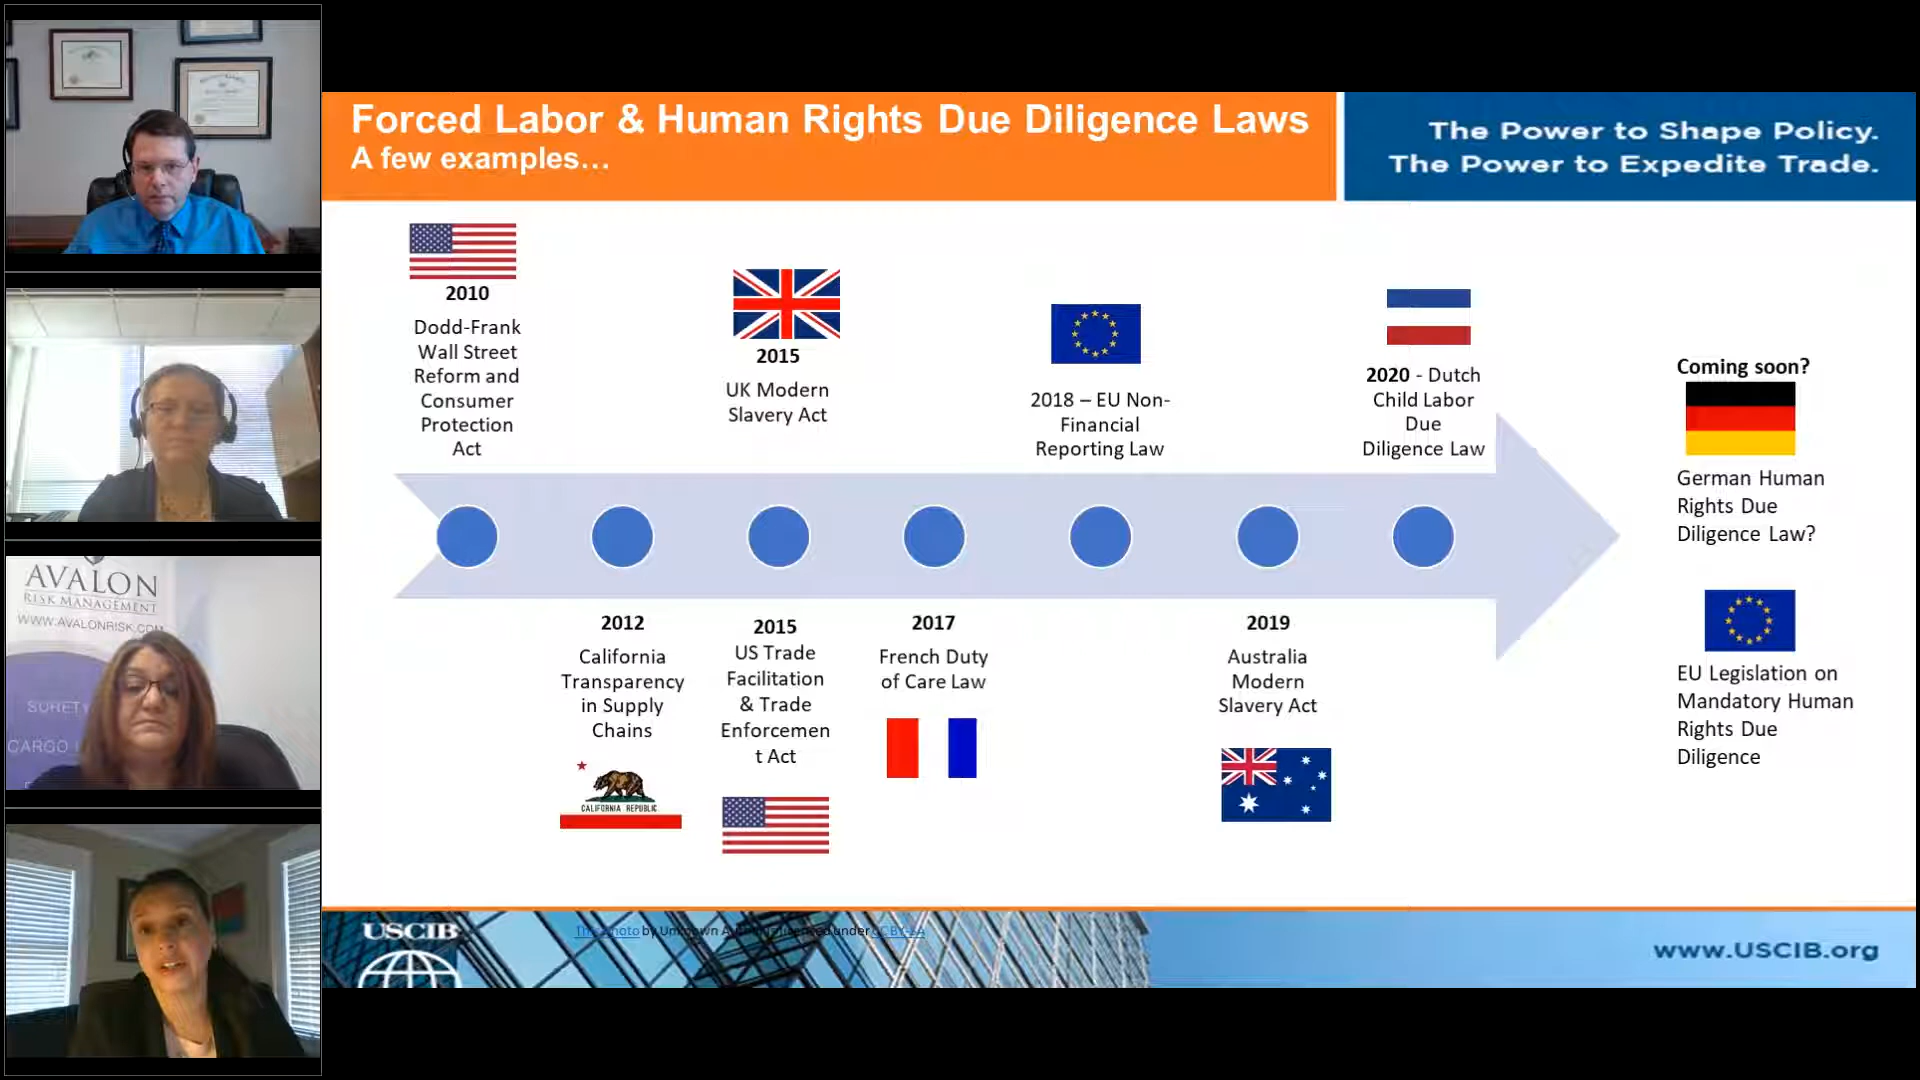 Forced Labor & Human Rights Due Diligence Laws
A few examples...
The Power to Shape Policy.
The Power to Expedite Trade.
2010
Dodd-Frank
Wall Street
Reform and
Consumer
Protection
Act
2015
UK Modern
Slavery Act
2018 – EU Non-
Financial
Reporting Law
2020 - Dutch
Child Labor
Due
Diligence Law
Coming soon?
German Human
Rights Due
Diligence Law?
EU Legislation on
Mandatory Human
Rights Due
Diligence
2012
California
Transparency
in Supply
Chains
CALIFORNIA REPUBLIC
2015
US Trade
Facilitation
& Trade
Enforcemen
t Act
2017
French Duty
of Care Law
2019
Australia
Modern
Slavery Act
USCIB
This Photo by Unknown Author is licensed under CC BY-SA
www.USCIB.org
AVALON
RISK MANAGEMENT
WWW.AVALONRISK.COM
SURETY
CARGO